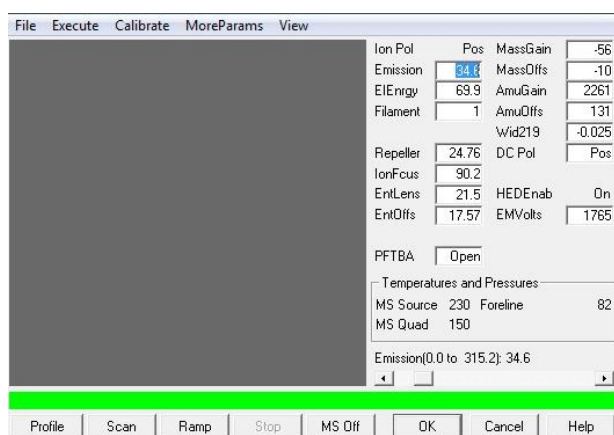 File Execute Calibrate MoreParams View
Ion Pol Pos MassGain -56
Emission 34.6 MassOffs -10
ElEnrgy 69.9 AmuGain 2261
Filament 1 AmuOffs 131
Wid219 -0.025
Repeller 24.76 DC Pol Pos
IonFcus 90.2
EntLens 21.5 HEDEnab On
EntOffs 17.57 EMVolts 1765
PFTBA Open
Temperatures and Pressures
MS Source 230 Foreline 82
MS Quad 150
Emission(0.0 to 315.2): 34.6
Profile Scan Ramp Stop MS Off OK Cancel Help